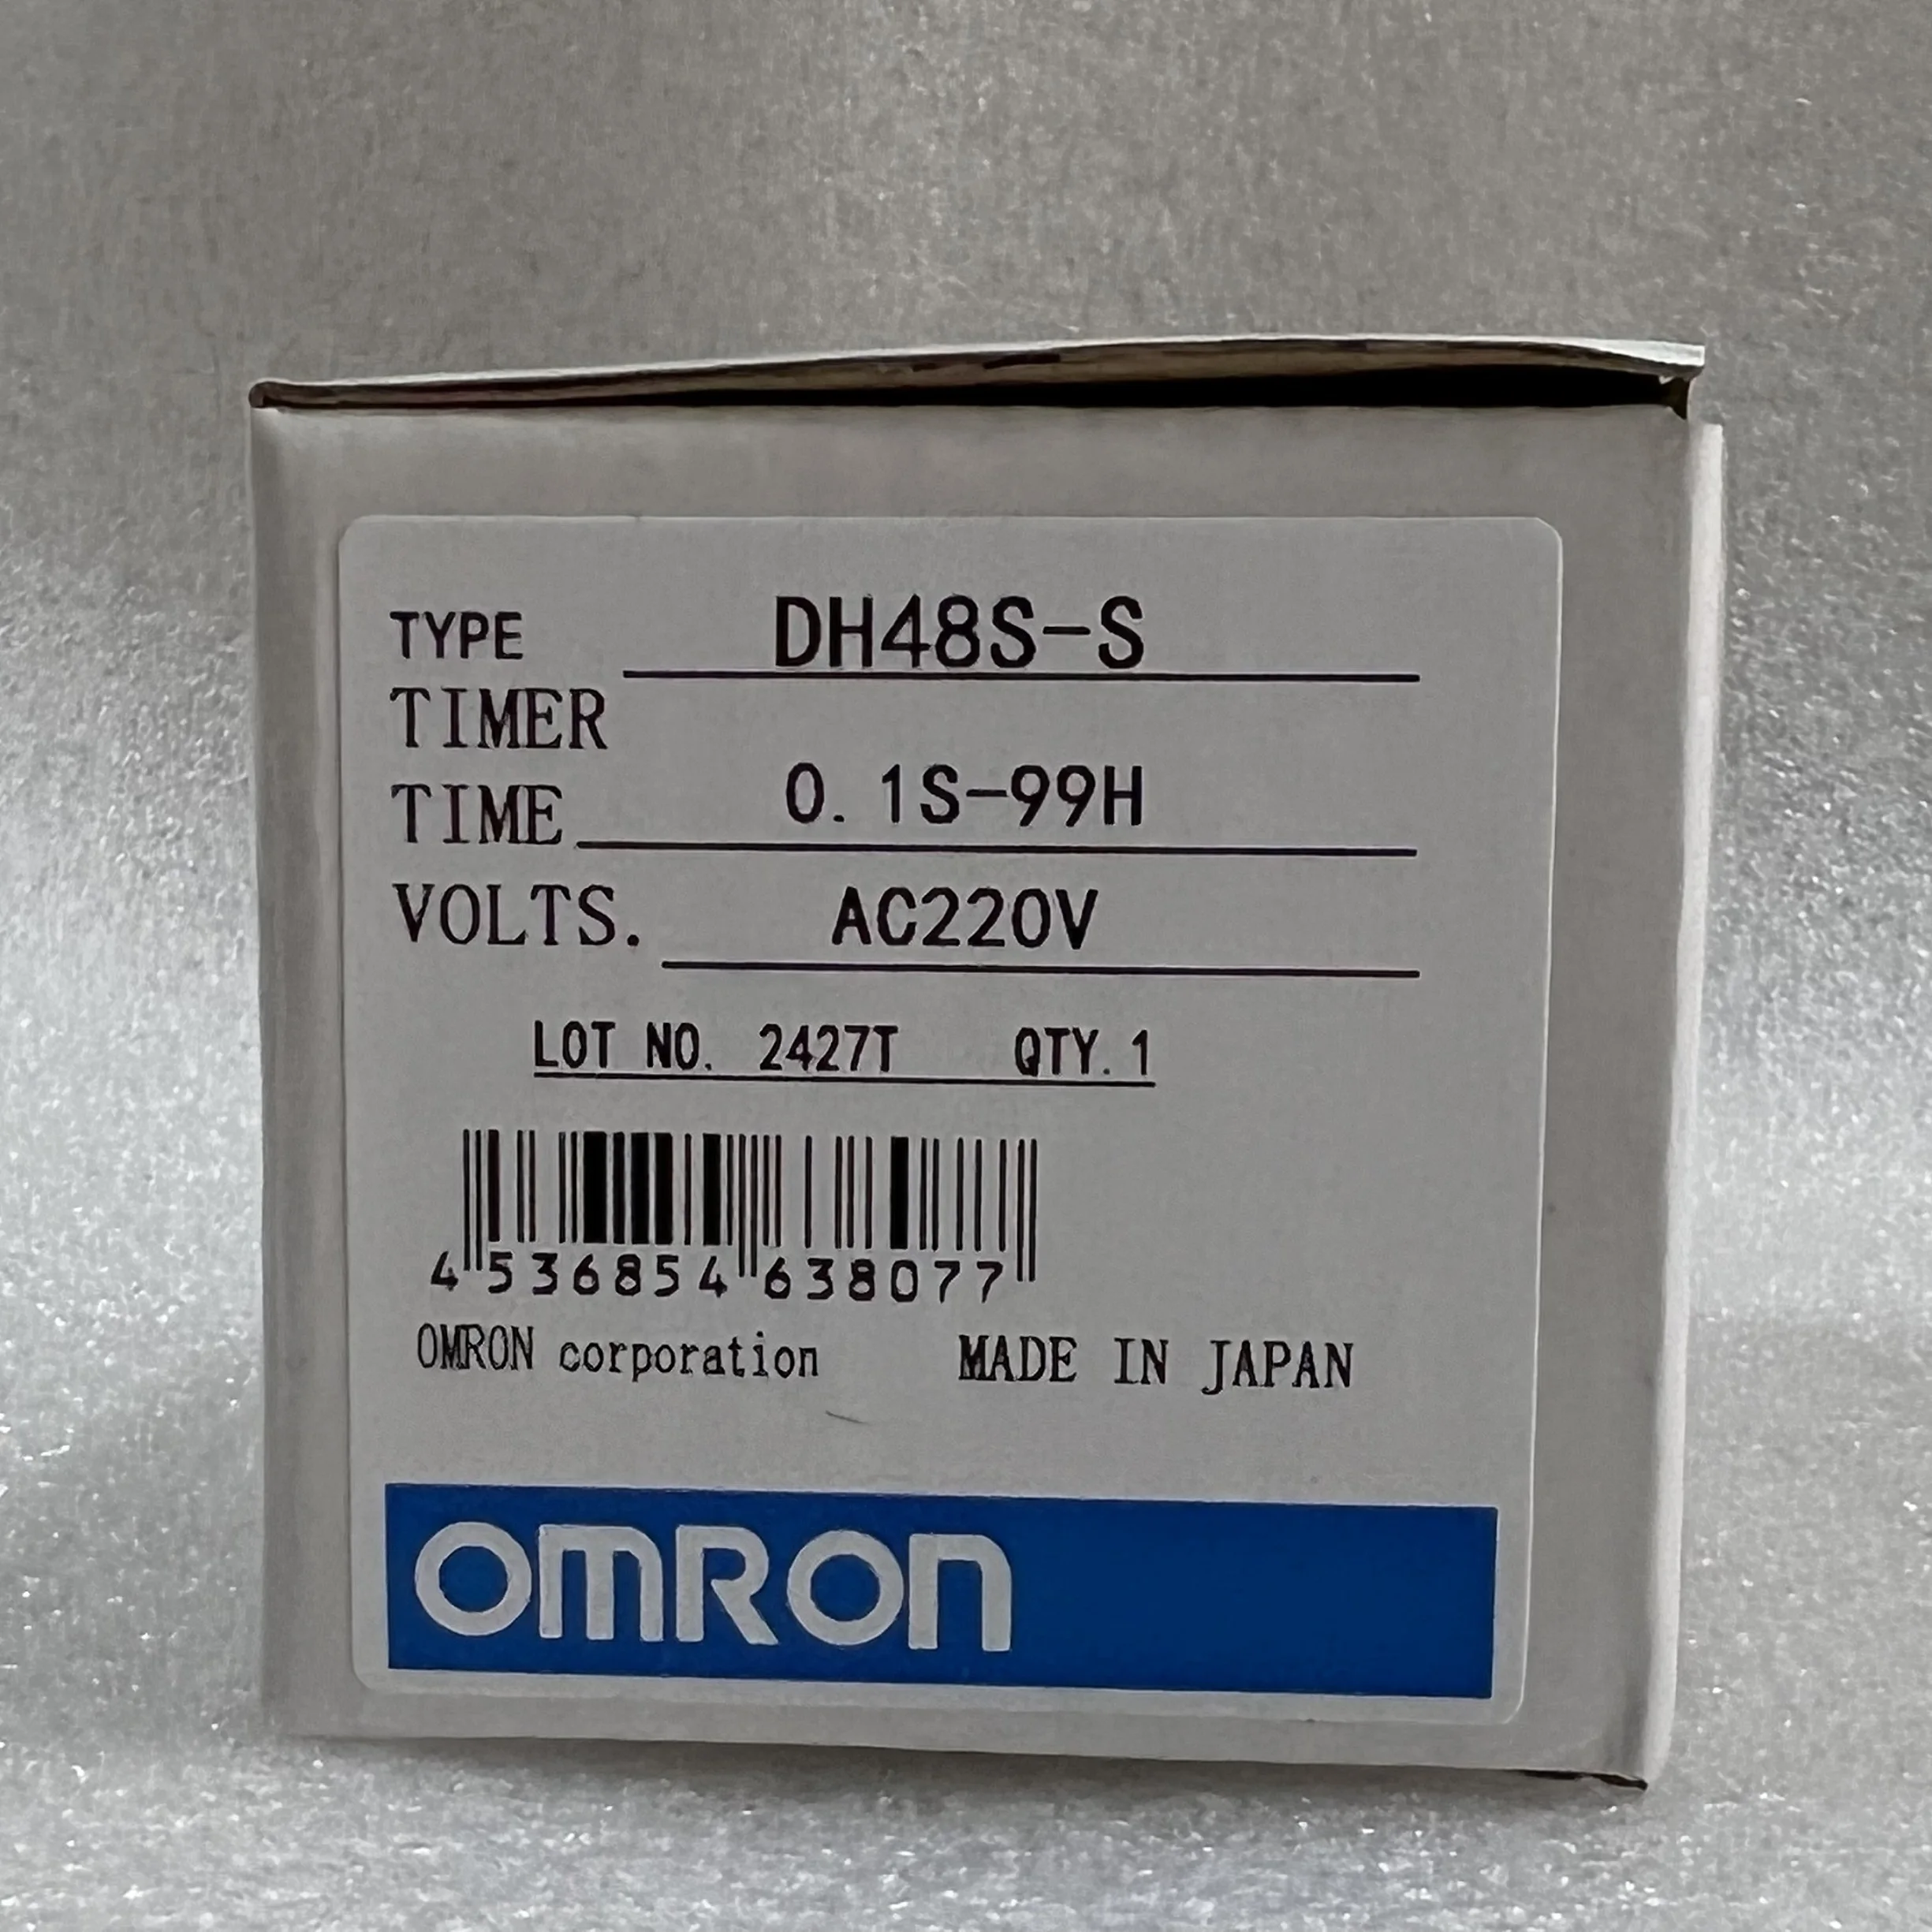 TYPE DH48S-S
TIMER
TIME 0.1S-99H
VOLTS. AC220V
LOT NO. 2427T QTY.1
4 536854 638077
OMRON corporation MADE IN JAPAN
OMRON